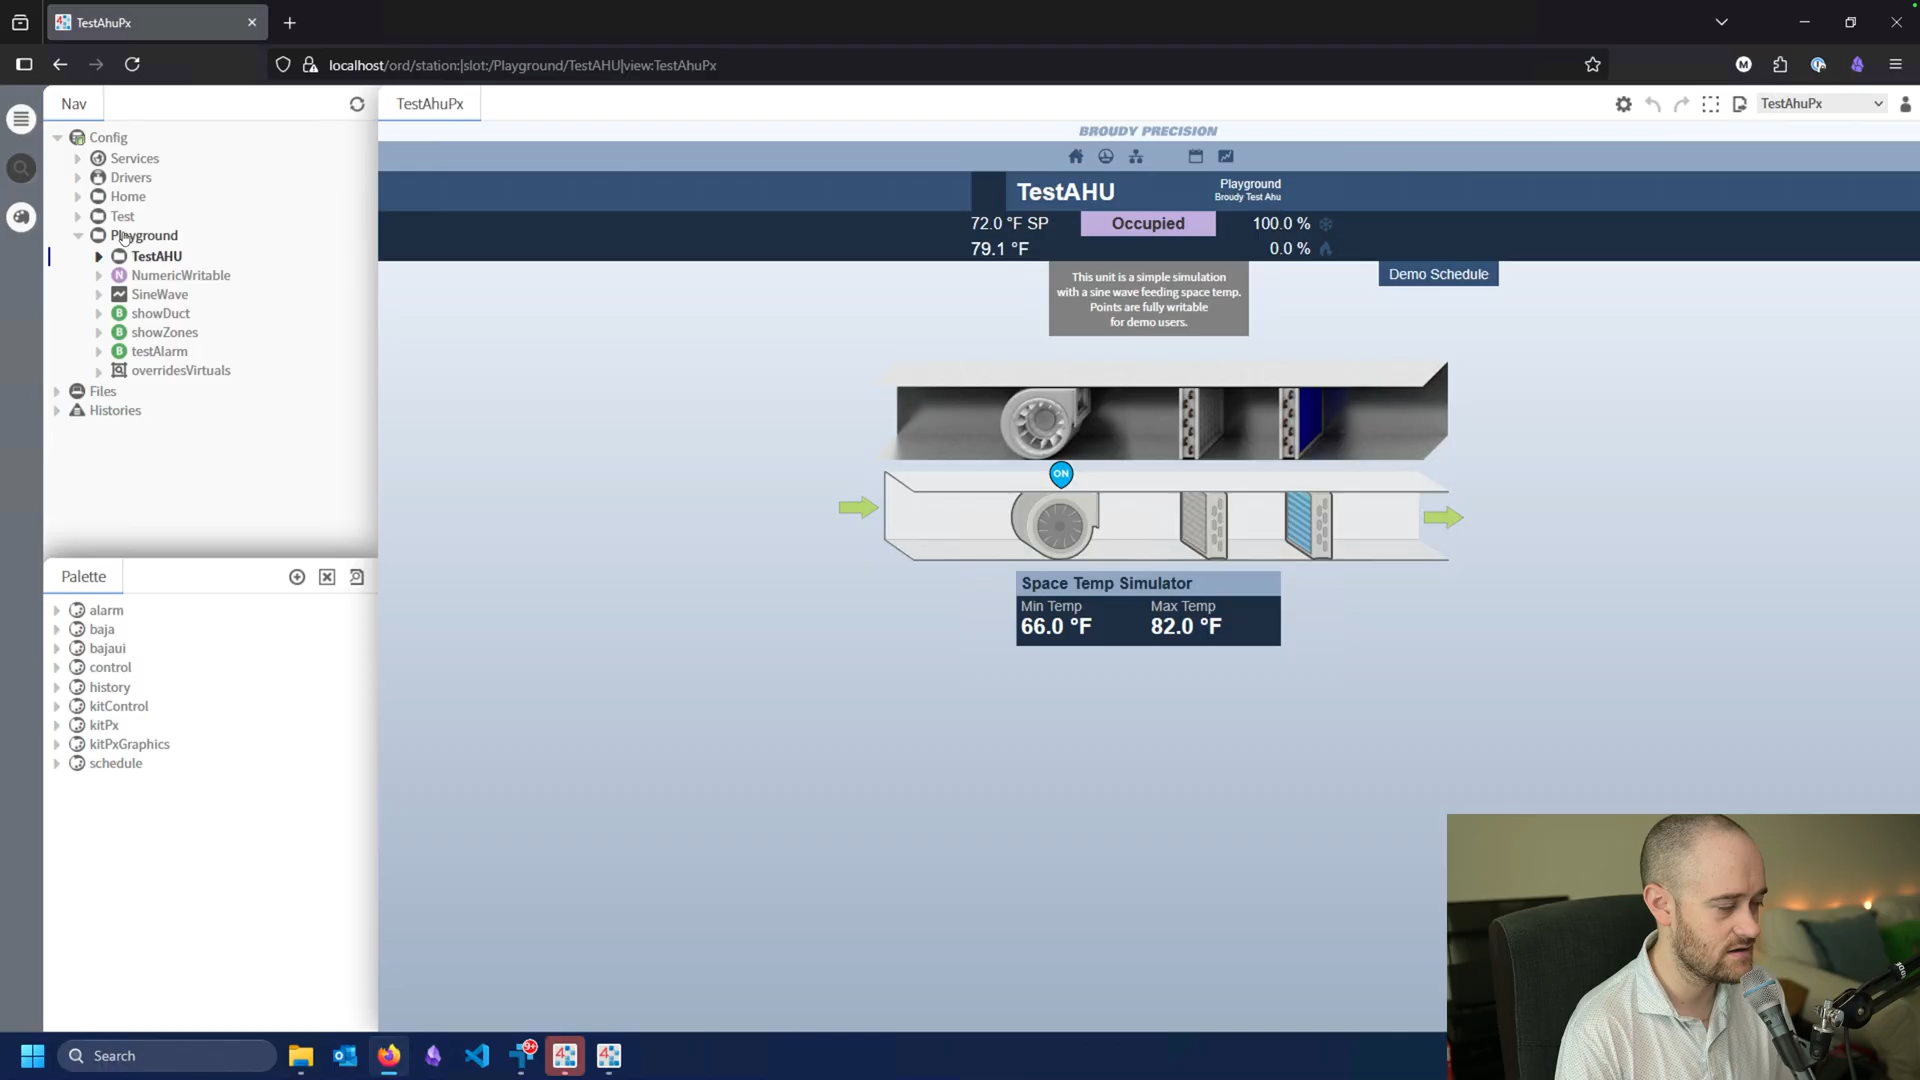 TestAhuPx
localhost/ord/station:|slot:/Playground/TestAHU|view:TestAhuPx
M
Nav
TestAhuPx
TestAhuPx
Config
Services
Drivers
Home
Test
Playground
TestAHU
N
NumericWritable
SineWave
B
showDuct
B
showZones
B
testAlarm
overridesVirtuals
Files
Histories
BROUDY PRECISION
TestAHU
Playground
Broudy Test Ahu
72.0 °F SP
Occupied
100.0 %
79.1 °F
0.0 %
This unit is a simple simulation
with a sine wave feeding space temp.
Points are fully writable
for demo users.
Demo Schedule
ON
Space Temp Simulator
Min Temp
Max Temp
66.0 °F
82.0 °F
Palette
alarm
baja
bajaui
control
history
kitControl
kitPx
kitPxGraphics
schedule
Search
9+